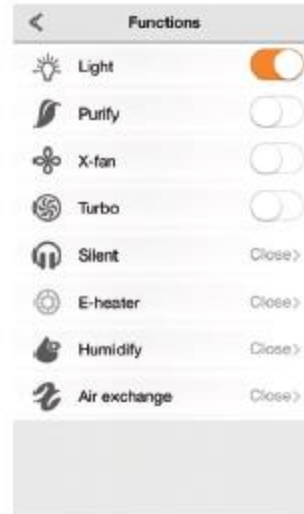 Functions
Light
Purify
X-fan
Turbo
Silent Close>
E-heater Close>
Humidify Close>
Air exchange Close>